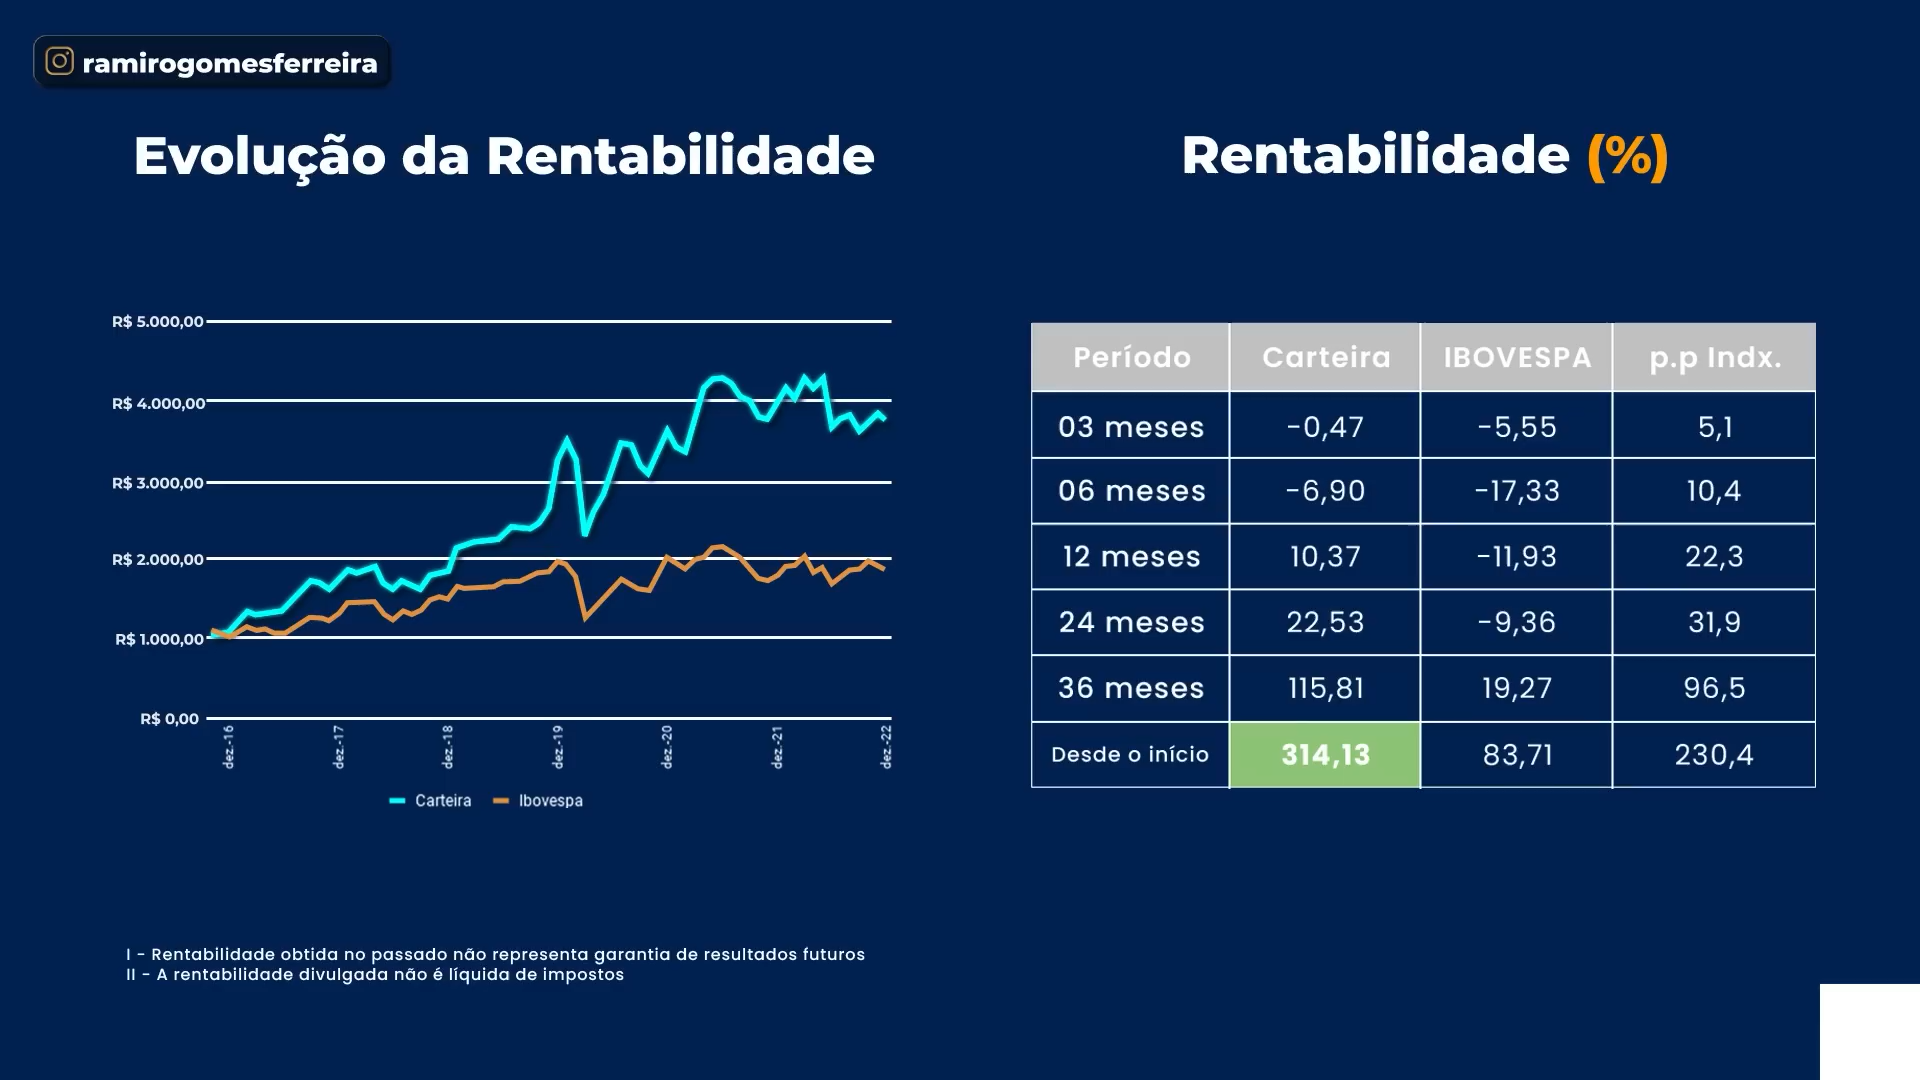 ramirogomesferreira
Evolução da Rentabilidade
R$ 5.000,00
R$ 4.000,00
R$ 3.000,00
R$ 2.000,00
R$ 1.000,00
R$ 0,00
dez.-16
dez.-17
dez.-18
dez.-19
dez.-20
dez.-21
dez.-22
Carteira Ibovespa
Rentabilidade (%)
Período Carteira IBOVESPA p.p Indx.
03 meses -0,47 -5,55 5,1
06 meses -6,90 -17,33 10,4
12 meses 10,37 -11,93 22,3
24 meses 22,53 -9,36 31,9
36 meses 115,81 19,27 96,5
Desde o início 314,13 83,71 230,4
I - Rentabilidade obtida no passado não representa garantia de resultados futuros
II - A rentabilidade divulgada não é líquida de impostos